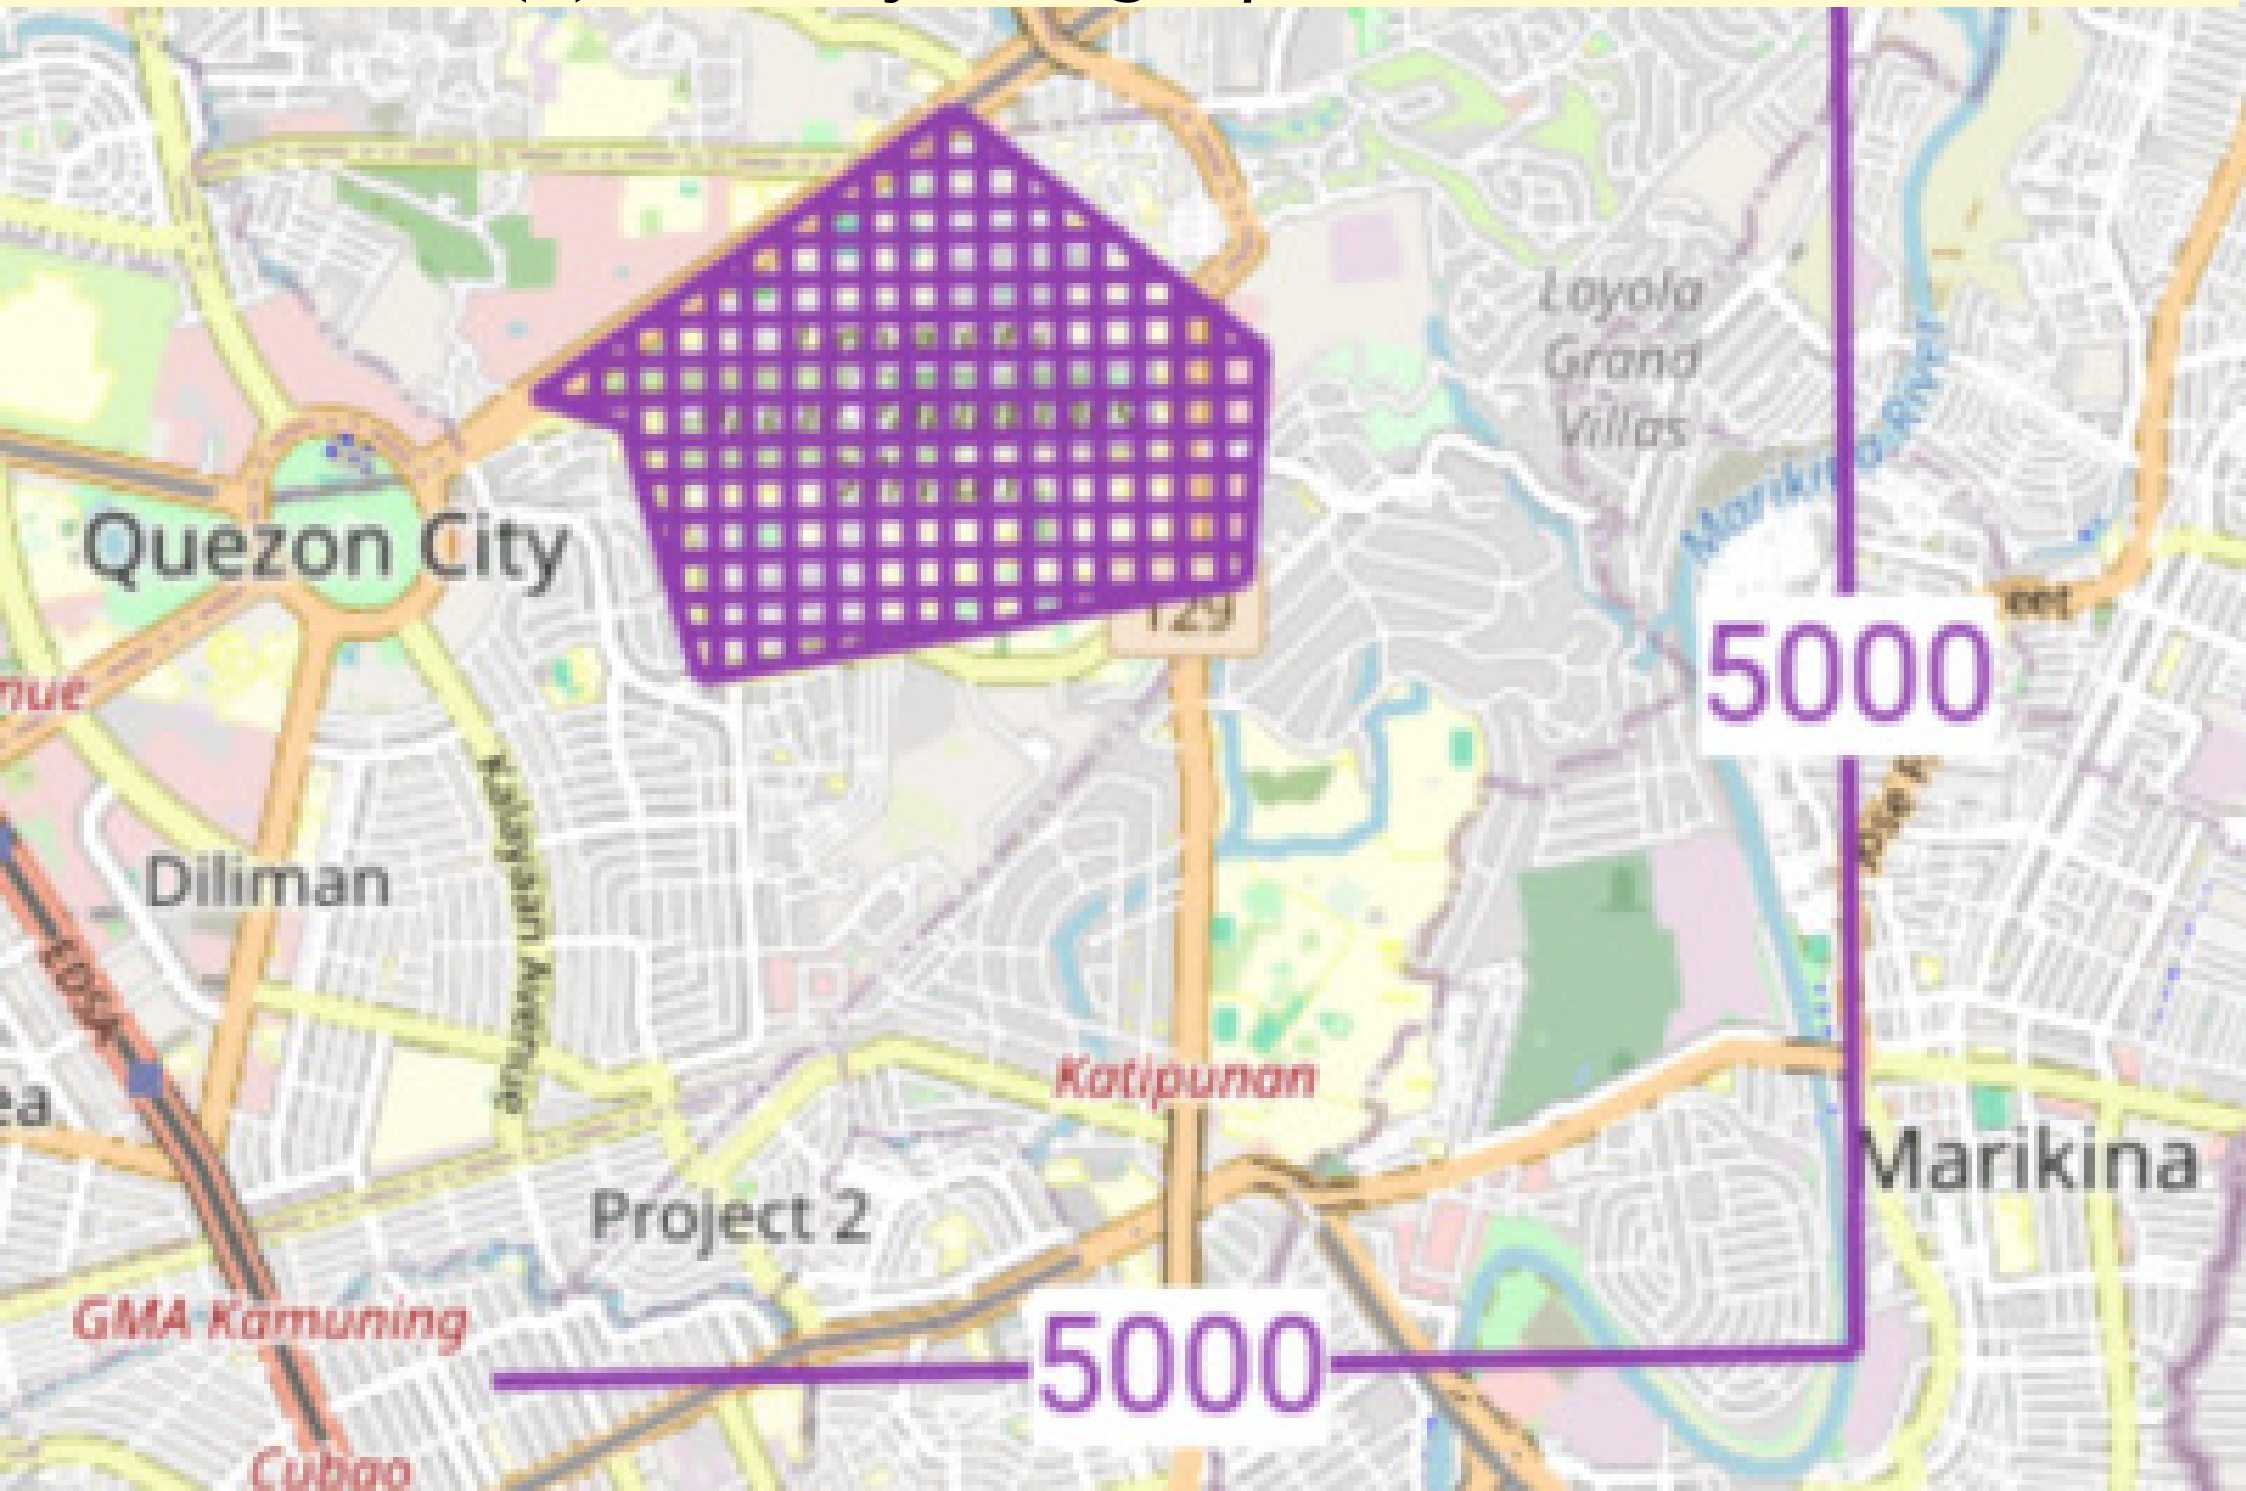 Loyola
Grand
Villas
Marikina River
Quezon City
129
5000
Diliman
Kalayaan Avenue
EDSA
Katipunan
Marikina
Project 2
GMA Kamuning
5000
Cubao